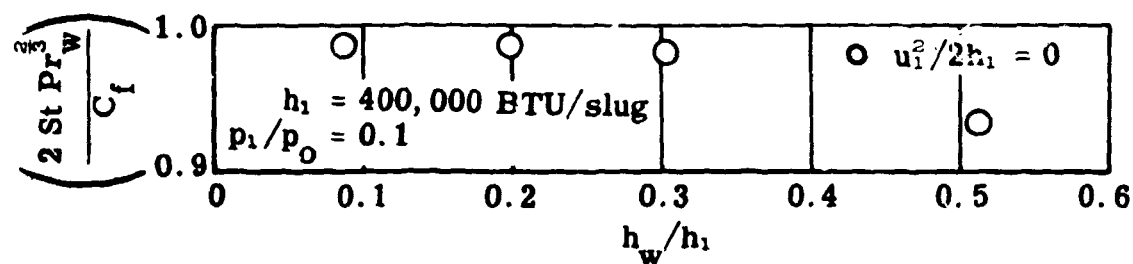 (2 St Pr_w^2/3 / C_f)
1.0
0.9
u₁²/2h₁ = 0
h₁ = 400,000 BTU/slug
p₁/p_o = 0.1
0 0.1 0.2 0.3 0.4 0.5 0.6
h_w/h₁